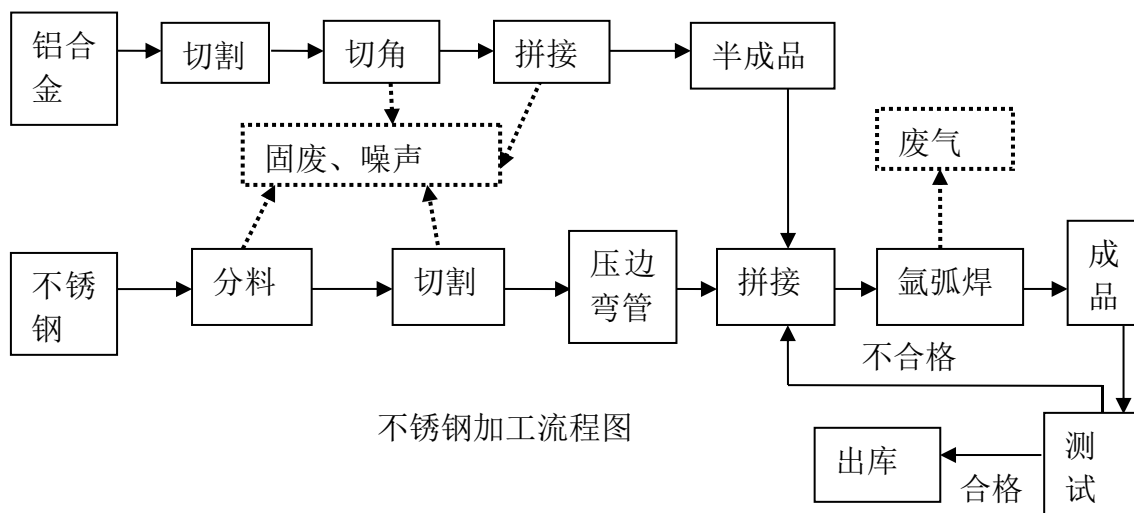 铝合
金
切割
切角
拼接
半成品
固废、噪声
废气
不锈
钢
分料
切割
压边
弯管
拼接
氩弧焊
成
品
不合格
不锈钢加工流程图
出库
合格
测
试